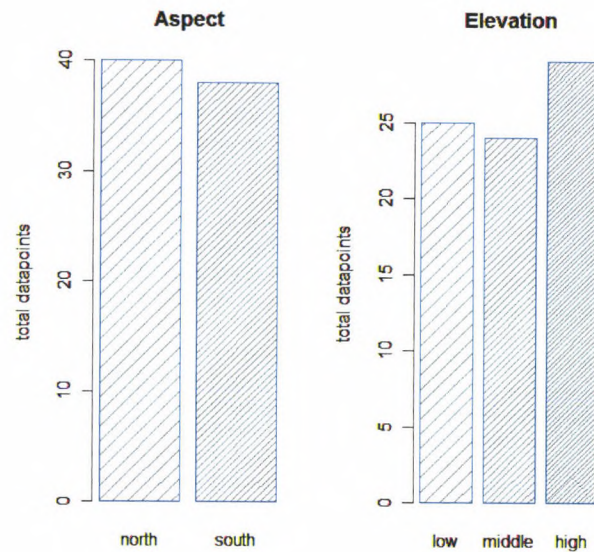 Aspect
total datapoints
40
30
20
10
0
north south
Elevation
total datapoints
25
20
15
10
5
0
low middle high